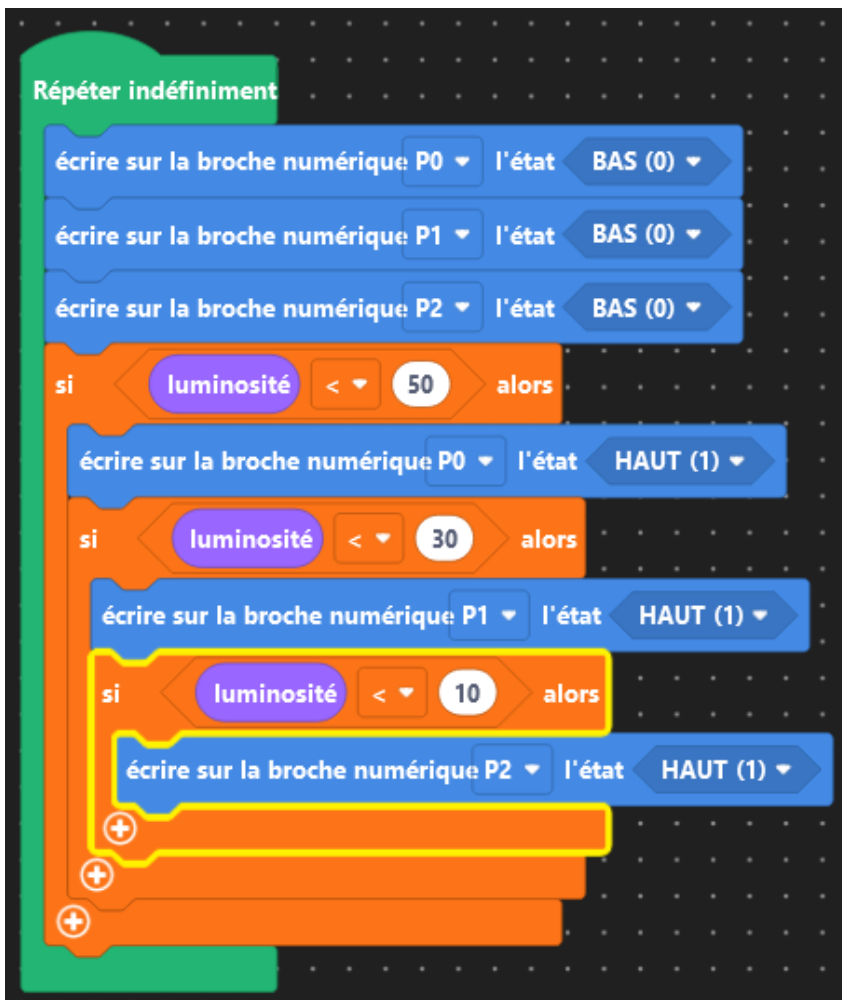 Répéter indéfiniment
écrire sur la broche numérique P0 l'état BAS (0)
écrire sur la broche numérique P1 l'état BAS (0)
écrire sur la broche numérique P2 l'état BAS (0)
si luminosité < 50 alors
écrire sur la broche numérique P0 l'état HAUT (1)
si luminosité < 30 alors
écrire sur la broche numérique P1 l'état HAUT (1)
si luminosité < 10 alors
écrire sur la broche numérique P2 l'état HAUT (1)